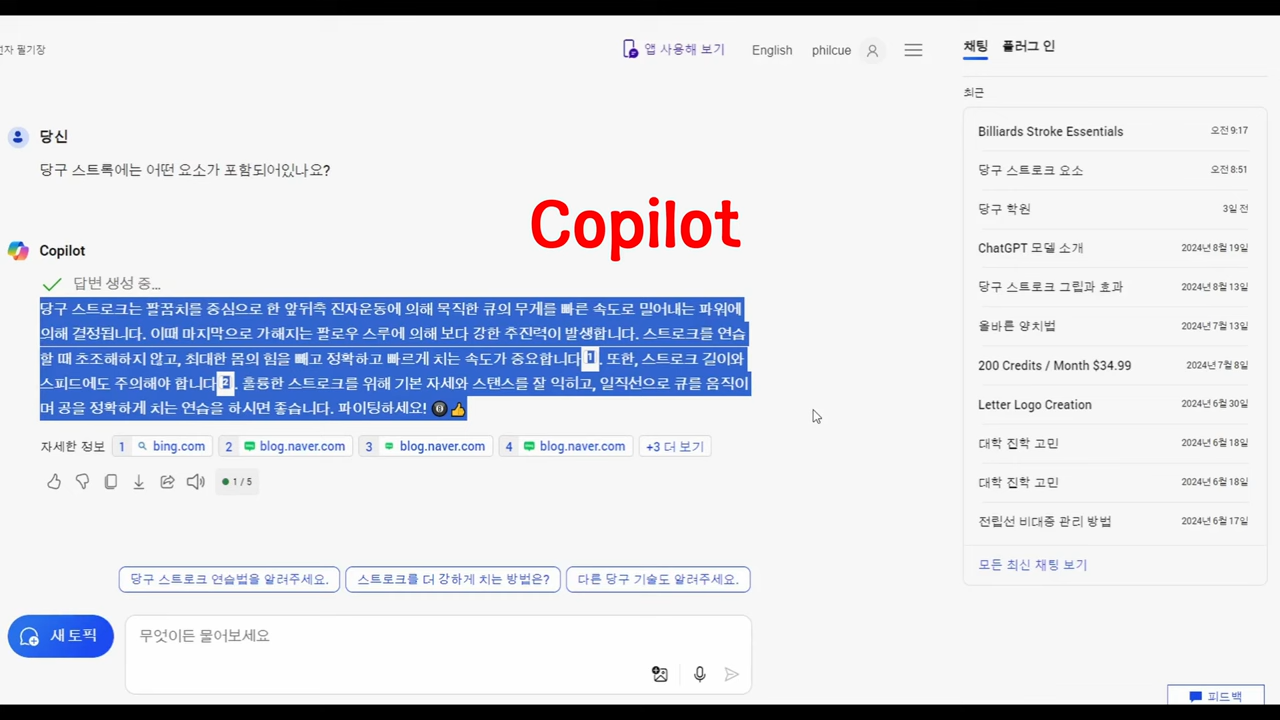 전자 필기장
앱 사용해 보기
English
philcue
채팅
플러그 인
최근
당신
당구 스트록에는 어떤 요소가 포함되어있나요?
Copilot
Copilot
답변 생성 중...
당구 스트로크는 팔꿈치를 중심으로 한 앞뒤측 진자운동에 의해 묵직한 큐의 무게를 빠른 속도로 밀어내는 파워에
의해 결정됩니다. 이때 마지막으로 가해지는 팔로우 스루에 의해 보다 강한 추진력이 발생합니다. 스트로크를 연습
할 때 초조해하지 않고, 최대한 몸의 힘을 빼고 정확하고 빠르게 치는 속도가 중요합니다1. 또한, 스트로크 길이와
스피드에도 주의해야 합니다2. 훌륭한 스트로크를 위해 기본 자세와 스탠스를 잘 익히고, 일직선으로 큐를 움직이
며 공을 정확하게 치는 연습을 하시면 좋습니다. 파이팅하세요! 🎱👍
자세한 정보 1 bing.com 2 blog.naver.com 3 blog.naver.com 4 blog.naver.com +3 더 보기
1 / 5
당구 스트로크 연습법을 알려주세요. 스트로크를 더 강하게 치는 방법은? 다른 당구 기술도 알려주세요.
새 토픽
무엇이든 물어보세요
Billiards Stroke Essentials 오전 9:17
당구 스트로크 요소 오전 8:51
당구 학원 3일 전
ChatGPT 모델 소개 2024년 8월 19일
당구 스트로크 그립과 효과 2024년 8월 13일
올바른 양치법 2024년 7월 13일
200 Credits / Month $34.99 2024년 7월 8일
Letter Logo Creation 2024년 6월 30일
대학 진학 고민 2024년 6월 18일
대학 진학 고민 2024년 6월 18일
전립선 비대증 관리 방법 2024년 6월 17일
모든 최신 채팅 보기
피드백